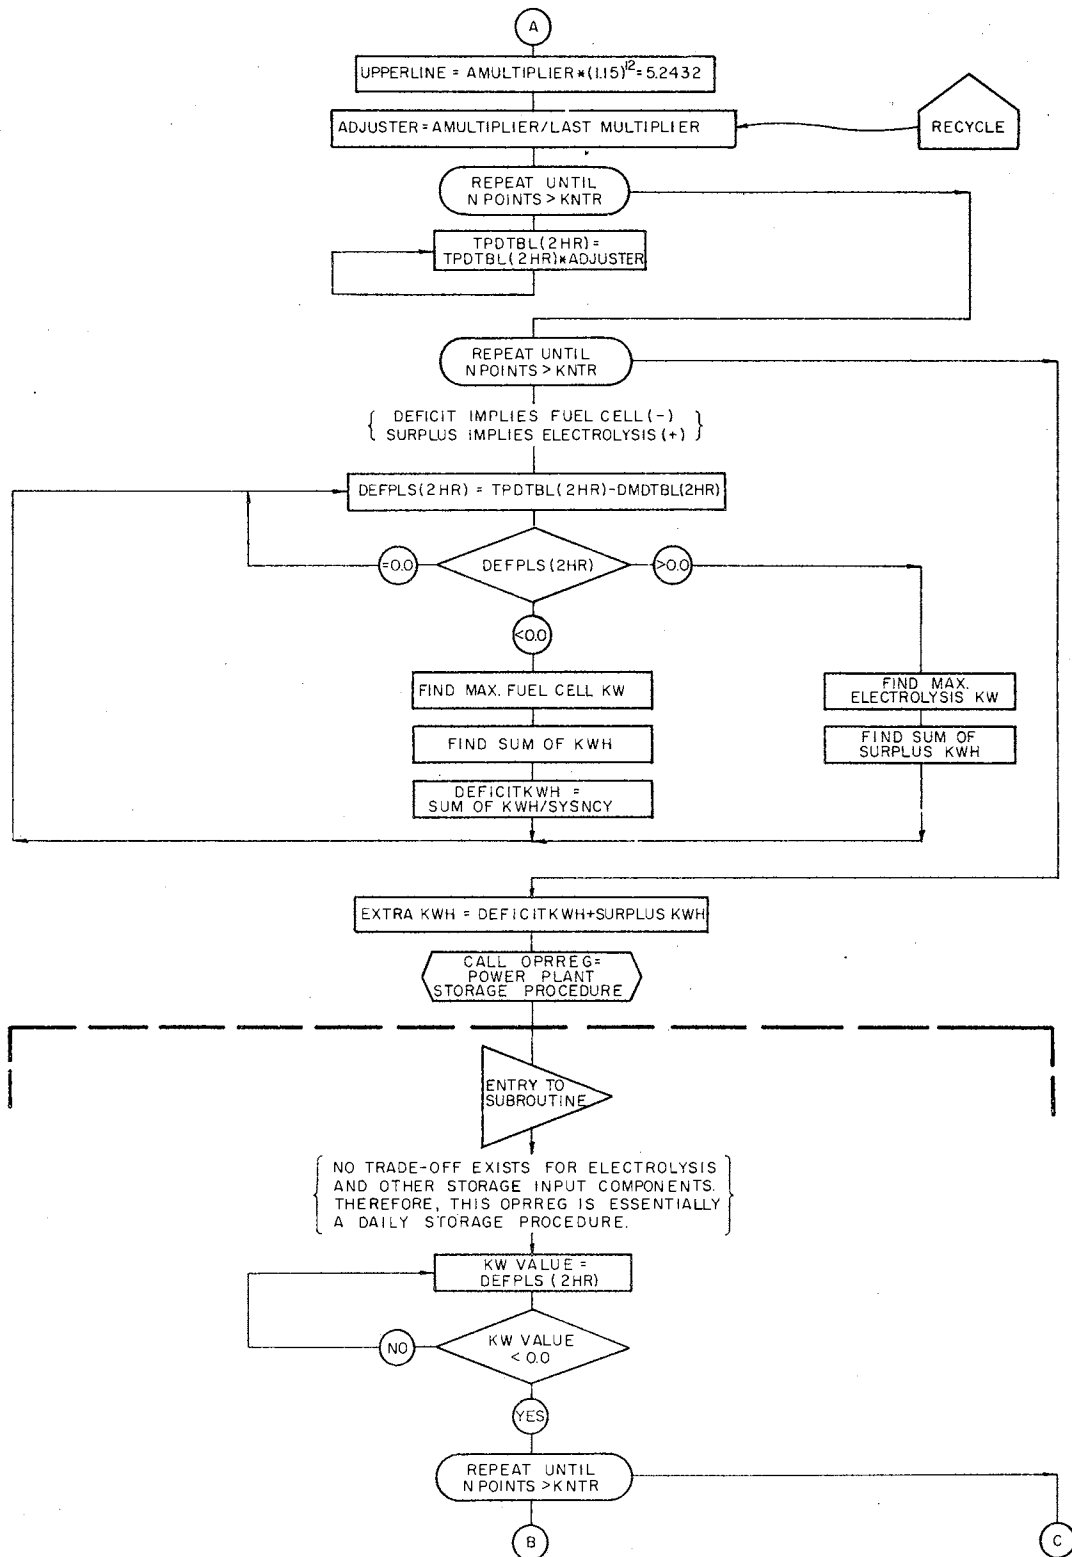 A
UPPERLINE = AMULTIPLIER*(1.15)^12=5.2432
ADJUSTER=AMULTIPLIER/LAST MULTIPLIER
RECYCLE
REPEAT UNTIL
N POINTS > KNTR
TPDTBL(2HR)=
TPDTBL(2HR)*ADJUSTER
REPEAT UNTIL
N POINTS > KNTR
DEFICIT IMPLIES FUEL CELL(-)
SURPLUS IMPLIES ELECTROLYSIS(+)
DEFPLS(2HR) = TPDTBL(2HR)-DMDTBL(2HR)
=0.0
DEFPLS(2HR)
>0.0
<0.0
FIND MAX. FUEL CELL KW
FIND MAX.
ELECTROLYSIS KW
FIND SUM OF KWH
FIND SUM OF
SURPLUS KWH
DEFICITKWH =
SUM OF KWH/SYSNCY
EXTRA KWH = DEFICITKWH+SURPLUS KWH
CALL OPRREG=
POWER PLANT
STORAGE PROCEDURE
ENTRY TO
SUBROUTINE
NO TRADE-OFF EXISTS FOR ELECTROLYSIS
AND OTHER STORAGE INPUT COMPONENTS.
THEREFORE, THIS OPRREG IS ESSENTIALLY
A DAILY STORAGE PROCEDURE.
KW VALUE =
DEFPLS (2HR)
NO
KW VALUE
< 0.0
YES
REPEAT UNTIL
N POINTS > KNTR
B
C